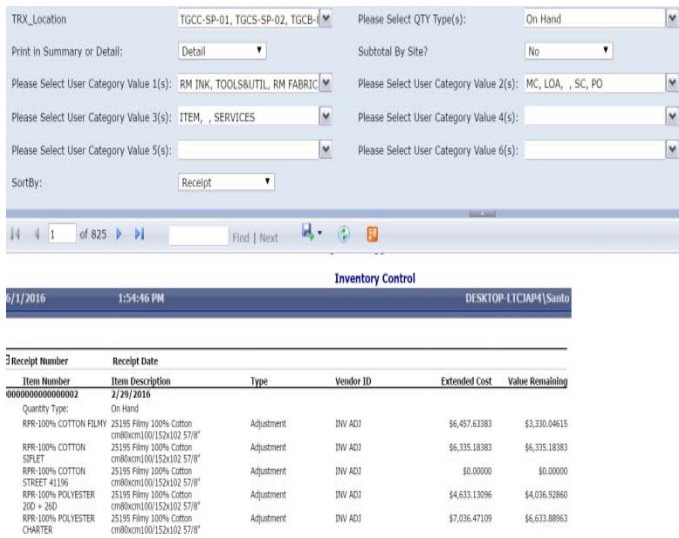 TRX_Location TGCC-SP-01, TGCS-SP-02, TGCB- Please Select QTY Type(s): On Hand
Print in Summary or Detail: Detail Subtotal By Site? No
Please Select User Category Value 1(s): RM INK, TOOLS&UTIL, RM FABRIC Please Select User Category Value 2(s): MC, LOA, , SC, PO
Please Select User Category Value 3(s): ITEM, , SERVICES Please Select User Category Value 4(s):
Please Select User Category Value 5(s): Please Select User Category Value 6(s):
SortBy: Receipt
1 of 825 Find | Next
Inventory Control
6/1/2016 1:54:46 PM DESKTOP-LTCJAP4\Santo
Receipt Number Receipt Date
Item Number Item Description Type Vendor ID Extended Cost Value Remaining
2/29/2016
Quantity Type: On Hand
RPR-100% COTTON FILMY 25195 Filmy 100% Cotton Adjustment INV ADJ $6,457.63383 $3,330.04615
cm80xcm100/152x102 57/8"
RPR-100% COTTON 25195 Filmy 100% Cotton Adjustment INV ADJ $6,335.18383 $6,335.18383
SIFLET cm80xcm100/152x102 57/8"
RPR-100% COTTON 25195 Filmy 100% Cotton Adjustment INV ADJ $0.00000 $0.00000
STREET 41196 cm80xcm100/152x102 57/8"
RPR-100% POLYESTER 25195 Filmy 100% Cotton Adjustment INV ADJ $4,633.13096 $4,036.92860
20D + 26D cm80xcm100/152x102 57/8"
RPR-100% POLYESTER 25195 Filmy 100% Cotton Adjustment INV ADJ $7,036.47109 $6,633.88963
CHARTER cm80xcm100/152x102 57/8"